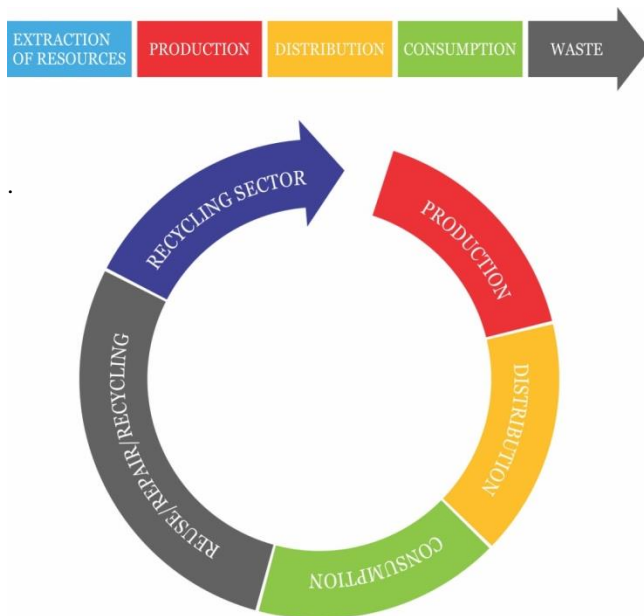 EXTRACTION
OF RESOURCES
PRODUCTION
DISTRIBUTION
CONSUMPTION
WASTE
.
RECYCLING SECTOR
PRODUCTION
DISTRIBUTION
CONSUMPTION
REUSE/REPAIR/RECYCLING